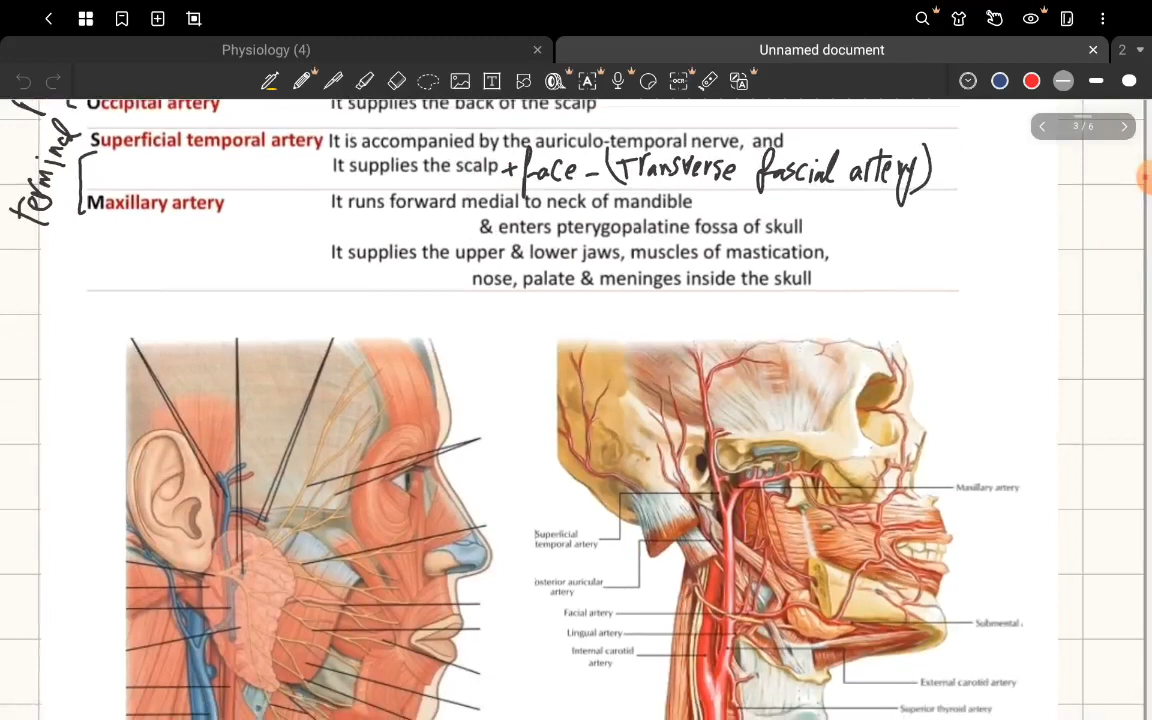 Physiology (4)
Unnamed document
2
3 / 6
Occipital artery It supplies the back of the scalp
Superficial temporal artery It is accompanied by the auriculo-temporal nerve, and
It supplies the scalp + face - (Transverse fascial artery)
terminal
Maxillary artery It runs forward medial to neck of mandible
& enters pterygopalatine fossa of skull
It supplies the upper & lower jaws, muscles of mastication,
nose, palate & meninges inside the skull
Maxillary artery
Superficial
temporal artery
osterior auricular
artery
Facial artery
Lingual artery
Internal carotid
artery
Submental
External carotid artery
Superior thyroid artery